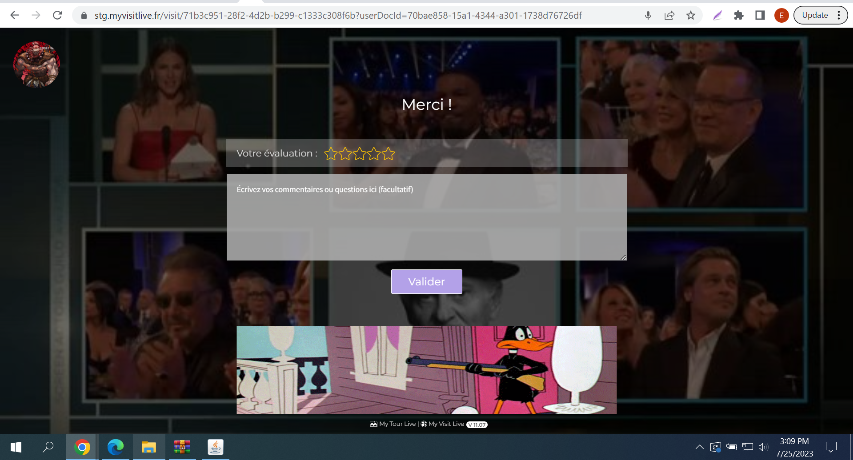 stg.myvisitlive.fr/visit/71b3c951-28f2-4d2b-b299-c1333c308f6b?userDocId=70bae858-15a1-4344-a301-1738d76726df
E
Update
Merci !
Votre évaluation :
Écrivez vos commentaires ou questions ici (facultatif)
Valider
My Tour Live | My Visit Live V 11.07
3:09 PM
7/25/2023